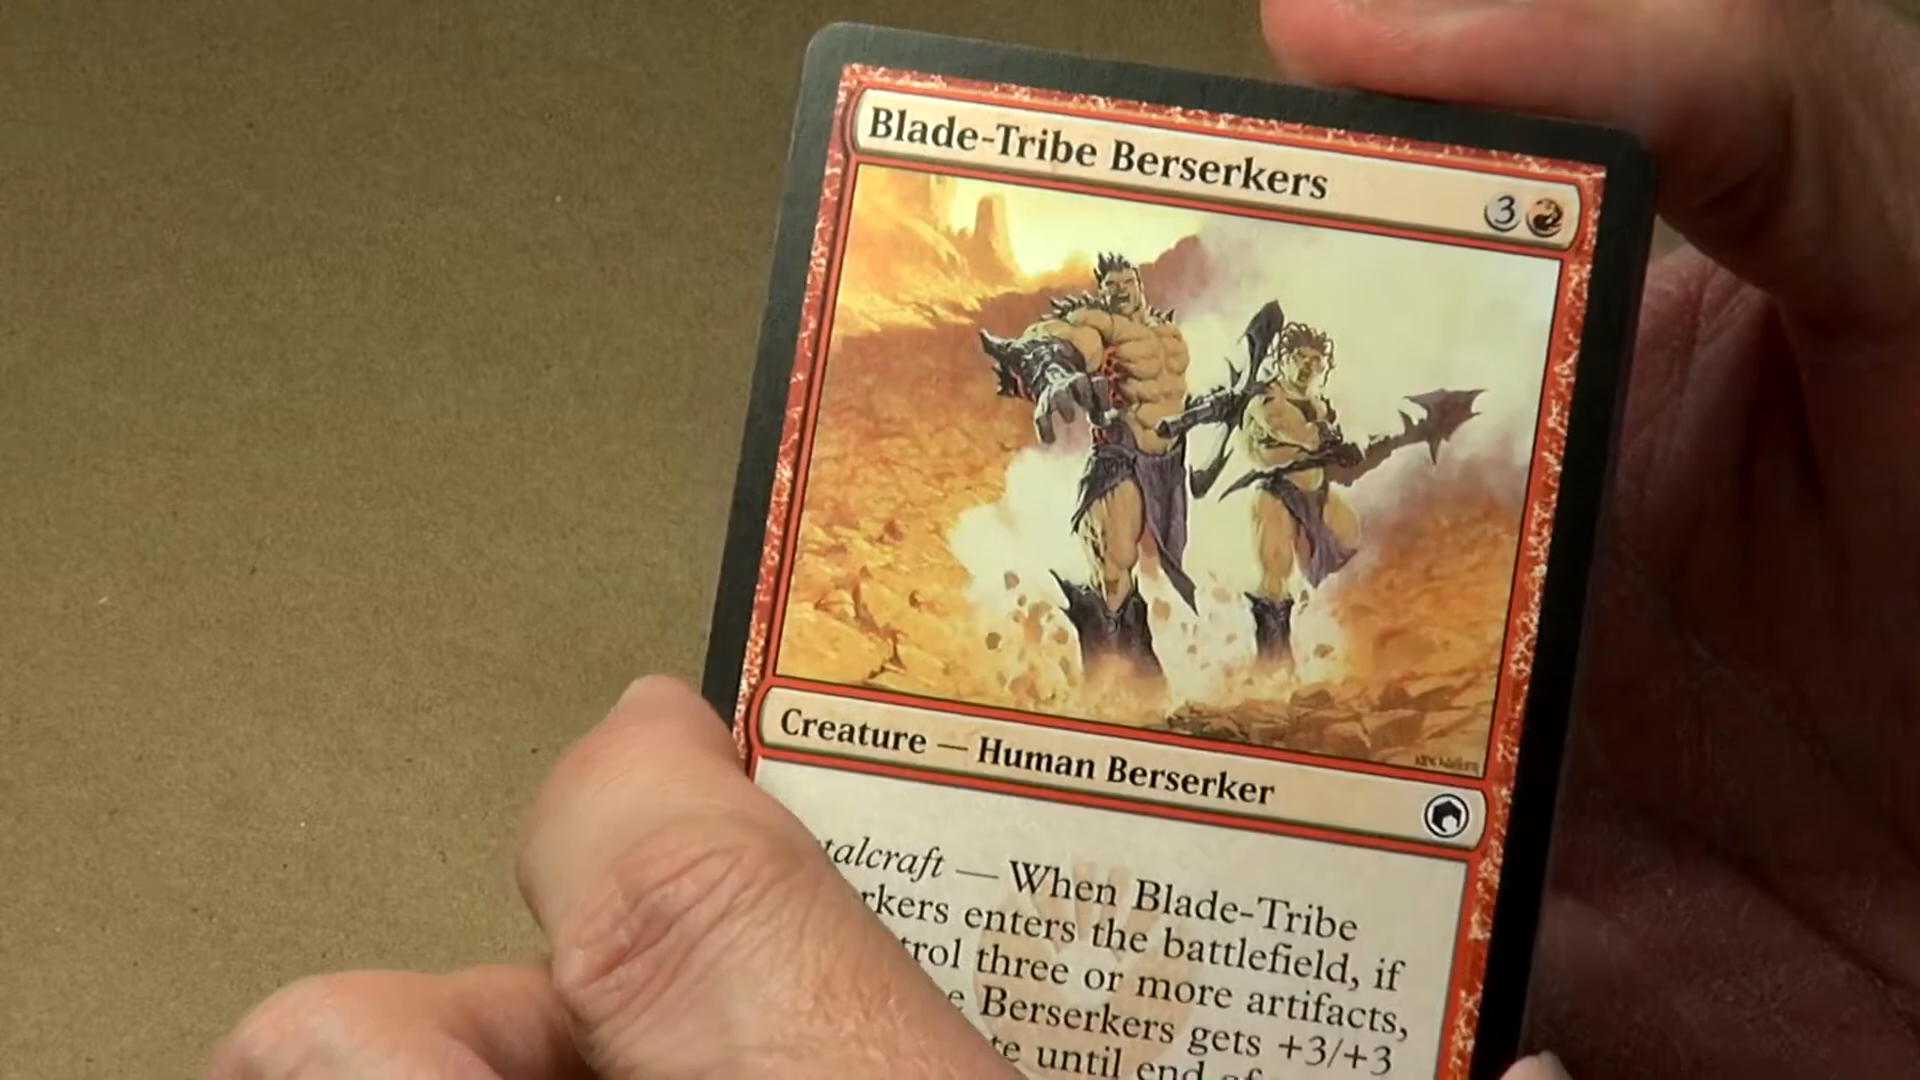 Blade-Tribe Berserkers
3
Creature — Human Berserker
talcraft — When Blade-Tribe
rkers enters the battlefield, if
trol three or more artifacts,
e Berserkers gets +3/+3
te until end of